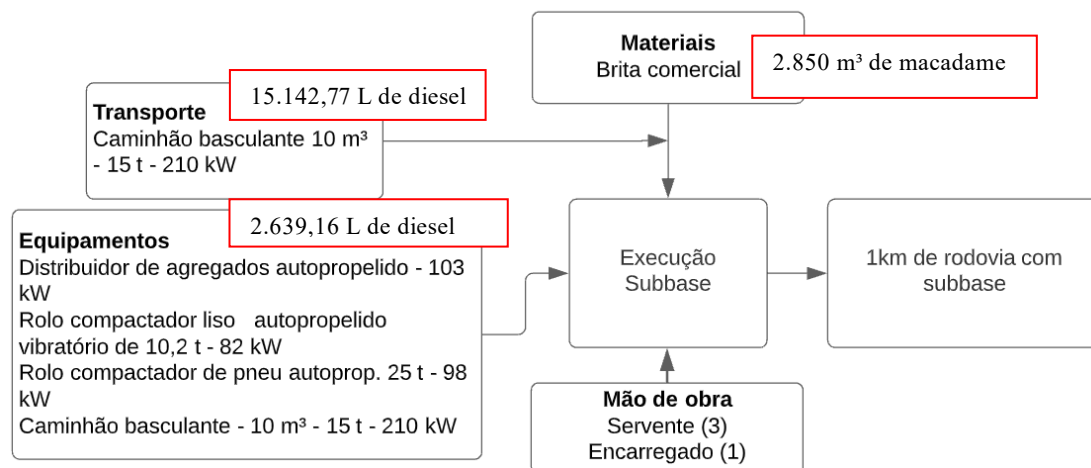 Materiais
Brita comercial
2.850 m³ de macadame
15.142,77 L de diesel
Transporte
Caminhão basculante 10 m³
- 15 t - 210 kW
2.639,16 L de diesel
Equipamentos
Distribuidor de agregados autopropelido - 103
kW
Rolo compactador liso autopropelido
vibratório de 10,2 t - 82 kW
Rolo compactador de pneu autoprop. 25 t - 98
kW
Caminhão basculante - 10 m³ - 15 t - 210 kW
Execução
Subbase
1km de rodovia com
subbase
Mão de obra
Servente (3)
Encarregado (1)